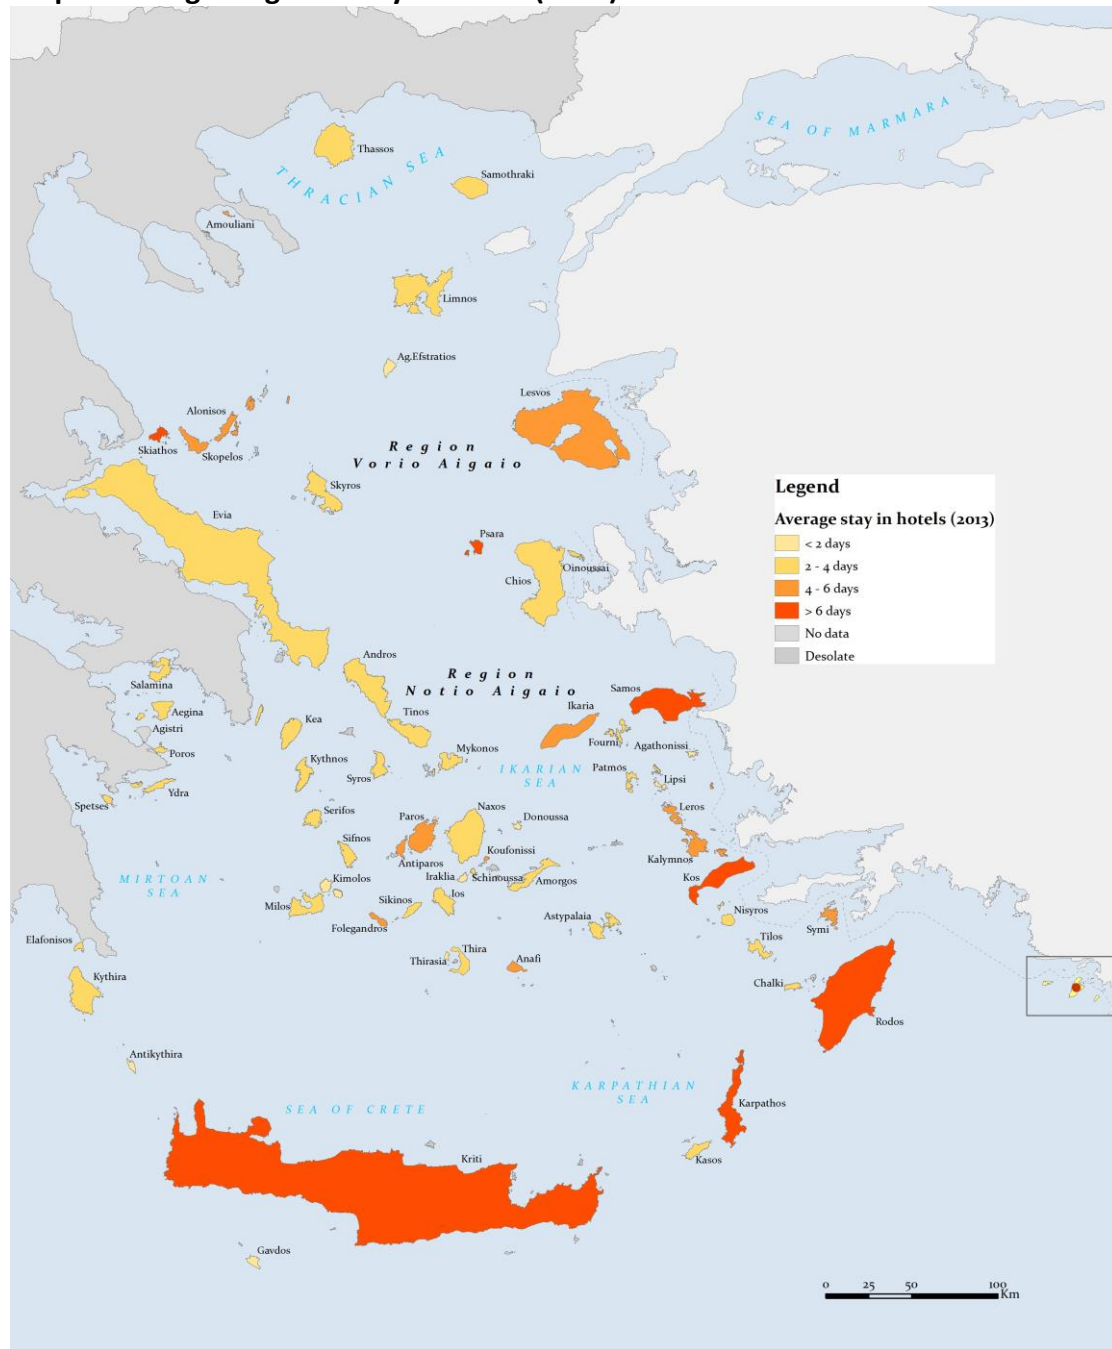 Thassos
SEA OF MARMARA
THRACIAN SEA
Samothraki
Amouliani
Limnos
Ag.Efstratios
Lesvos
Alonisos
Skiathos
Skopelos
Region
Vorio Aigaio
Skyros
Evia
Psara
Oinoussai
Chios
Legend
Average stay in hotels (2013)
< 2 days
2 - 4 days
4 - 6 days
> 6 days
No data
Desolate
Andros
Region
Notio Aigaio
Samos
Salamina
Aegina
Agistri
Poros
Ydra
Spetses
Kea
Tinos
Ikaria
Fourni
Agathonissi
Kythnos
Syros
Mykonos
IKARIAN
SEA
Patmos
Lipsi
Serifos
Paros
Naxos
Donoussa
Leros
Sifnos
Antiparos
Koufonissi
Kalymnos
Kimolos
Iraklia
Schinoussa
Amorgos
Kos
MIRTOAN
SEA
Milos
Sikinos
Ios
Folegandros
Astypalaia
Nisyros
Symi
Tilos
Elafonisos
Thira
Thirasia
Anafi
Kythira
Chalki
Rodos
Antikythira
SEA OF CRETE
KARPATHIAN
SEA
Karpathos
Kriti
Kasos
Gavdos
0 25 50 100
Km